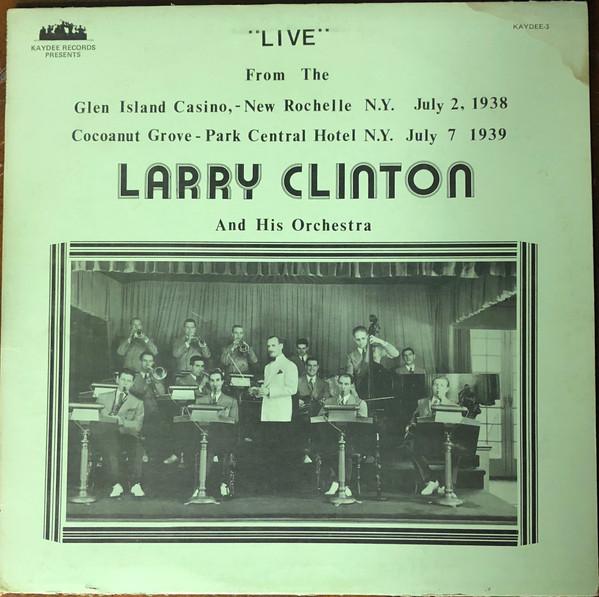 KAYDEE RECORDS
PRESENTS
KAYDEE-3
"LIVE"
From The
Glen Island Casino,-New Rochelle N.Y. July 2, 1938
Cocoanut Grove-Park Central Hotel N.Y. July 7 1939
LARRY CLINTON
And His Orchestra